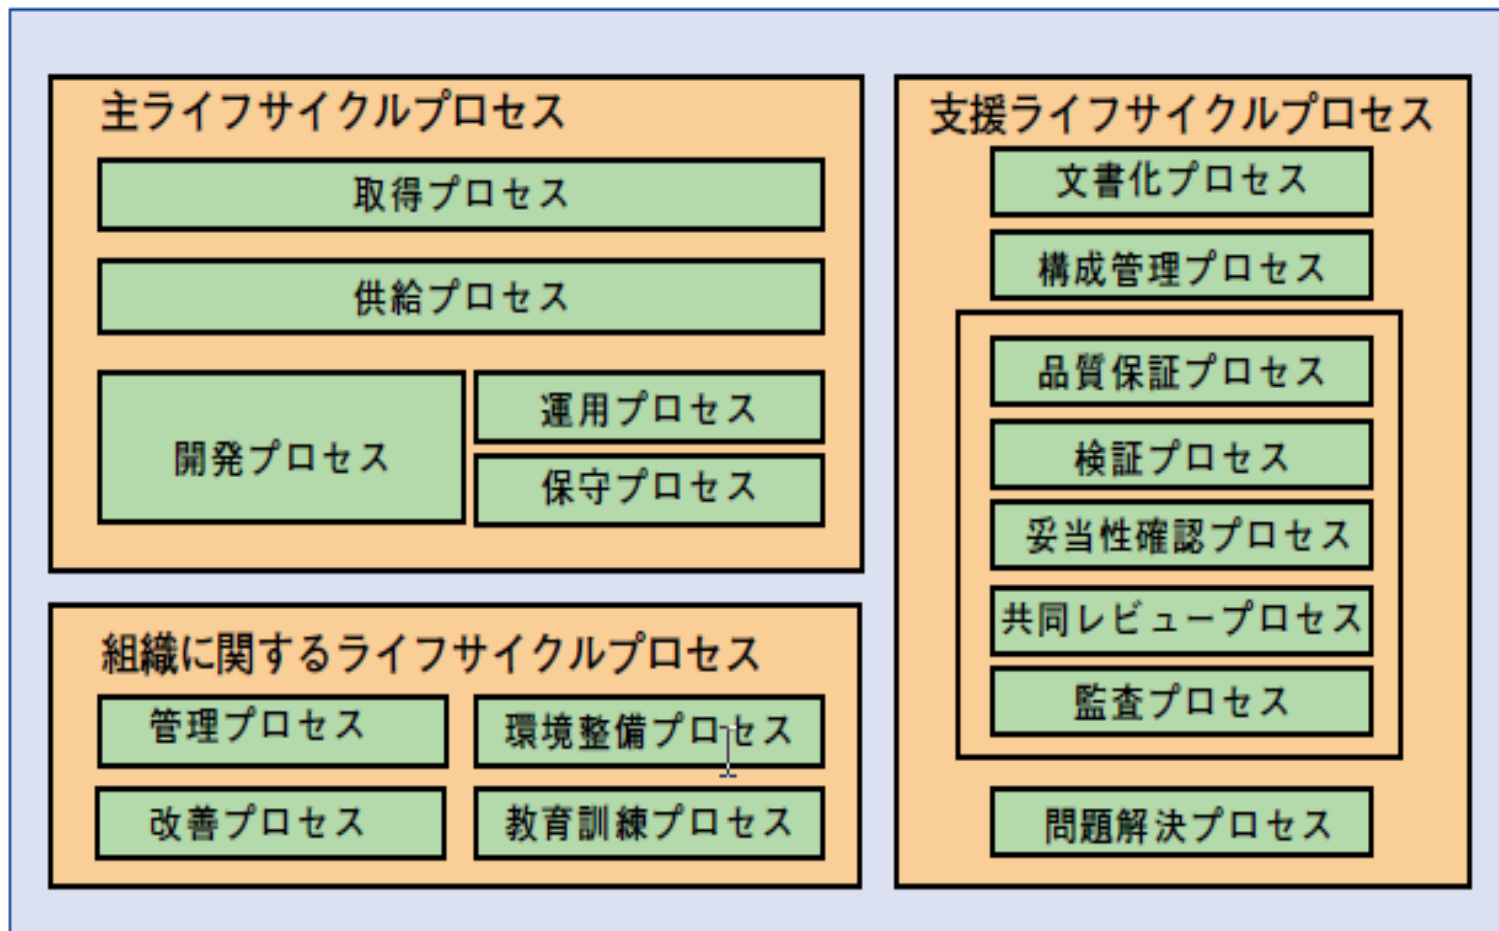 主ライフサイクルプロセス
取得プロセス
供給プロセス
開発プロセス
運用プロセス
保守プロセス
組織に関するライフサイクルプロセス
管理プロセス
環境整備プロセス
改善プロセス
教育訓練プロセス
支援ライフサイクルプロセス
文書化プロセス
構成管理プロセス
品質保証プロセス
検証プロセス
妥当性確認プロセス
共同レビュープロセス
監査プロセス
問題解決プロセス